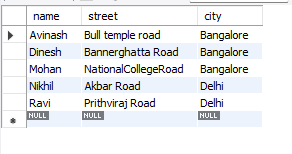 name street city
Avinash Bull temple road Bangalore
Dinesh Bannerghatta Road Bangalore
Mohan NationalCollegeRoad Bangalore
Nikhil Akbar Road Delhi
Ravi Prithviraj Road Delhi
NULL NULL NULL